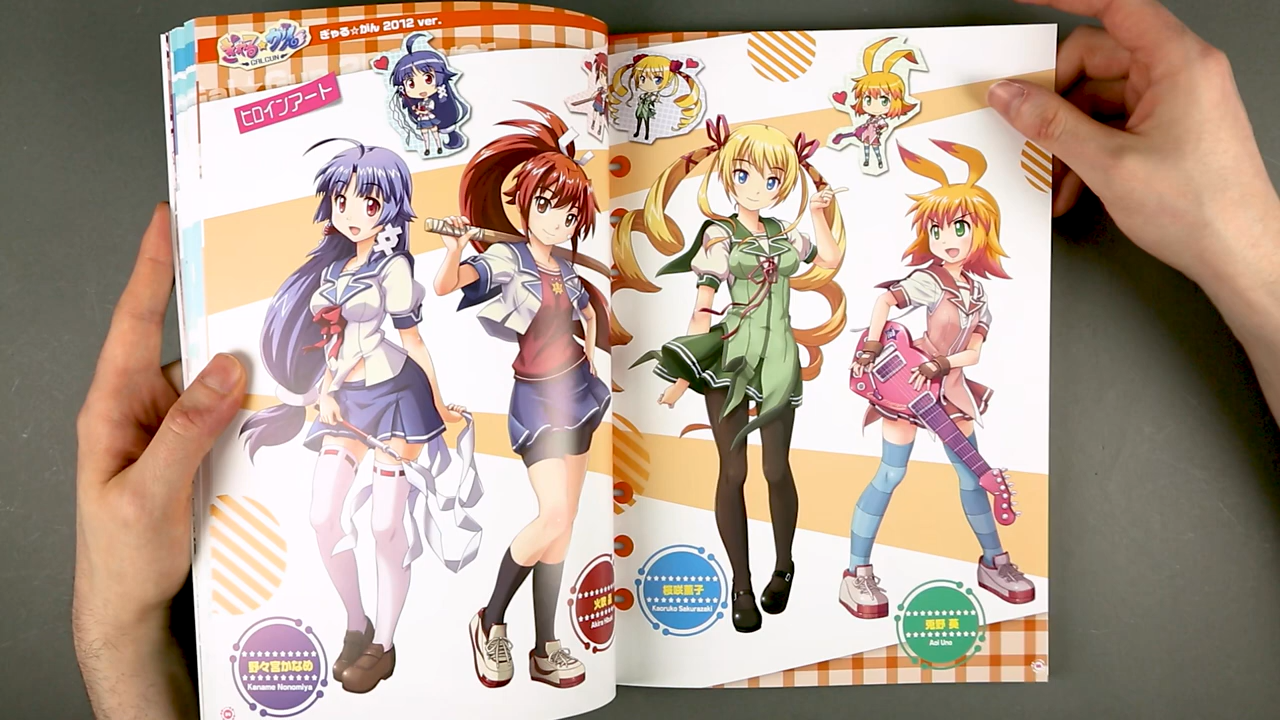 ぎゃる☆がん
GALGUN
ぎゃる☆がん 2012 ver.
ヒロインアート
野々宮かなめ
Kaname Nonomiya
Akira Hibuki
桜咲薫子
Kaoruko Sakurazaki
兎野 葵
Aoi Uno